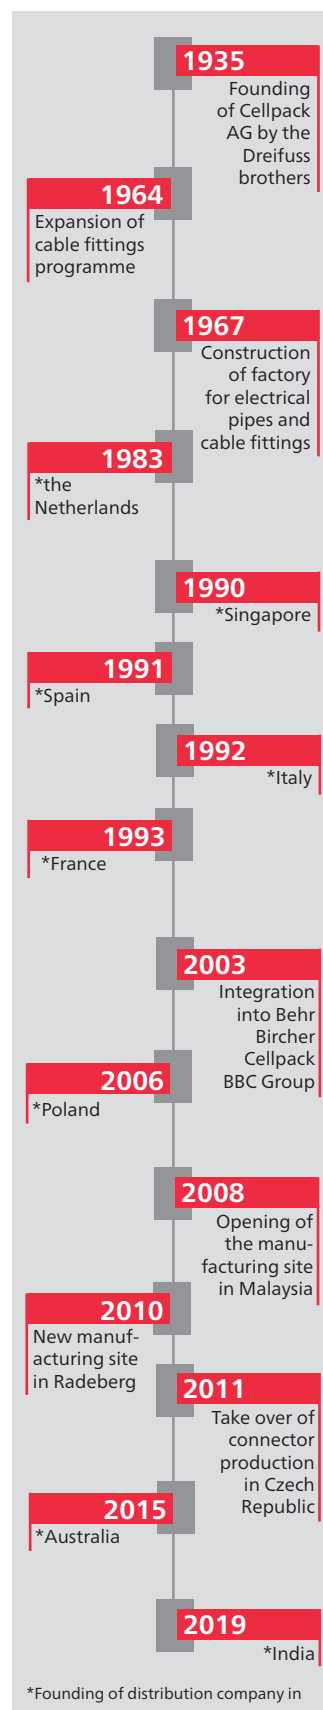 1935
Founding
of Cellpack
AG by the
Dreifuss
brothers
1964
Expansion of
cable fittings
programme
1967
Construction
of factory
for electrical
pipes and
cable fittings
1983
*the
Netherlands
1990
*Singapore
1991
*Spain
1992
*Italy
1993
*France
2003
Integration
into Behr
Bircher
Cellpack
BBC Group
2006
*Poland
2008
Opening of
the manu-
facturing site
in Malaysia
2010
New manuf-
acturing site
in Radeberg
2011
Take over of
connector
production
in Czech
Republic
2015
*Australia
2019
*India
*Founding of distribution company in